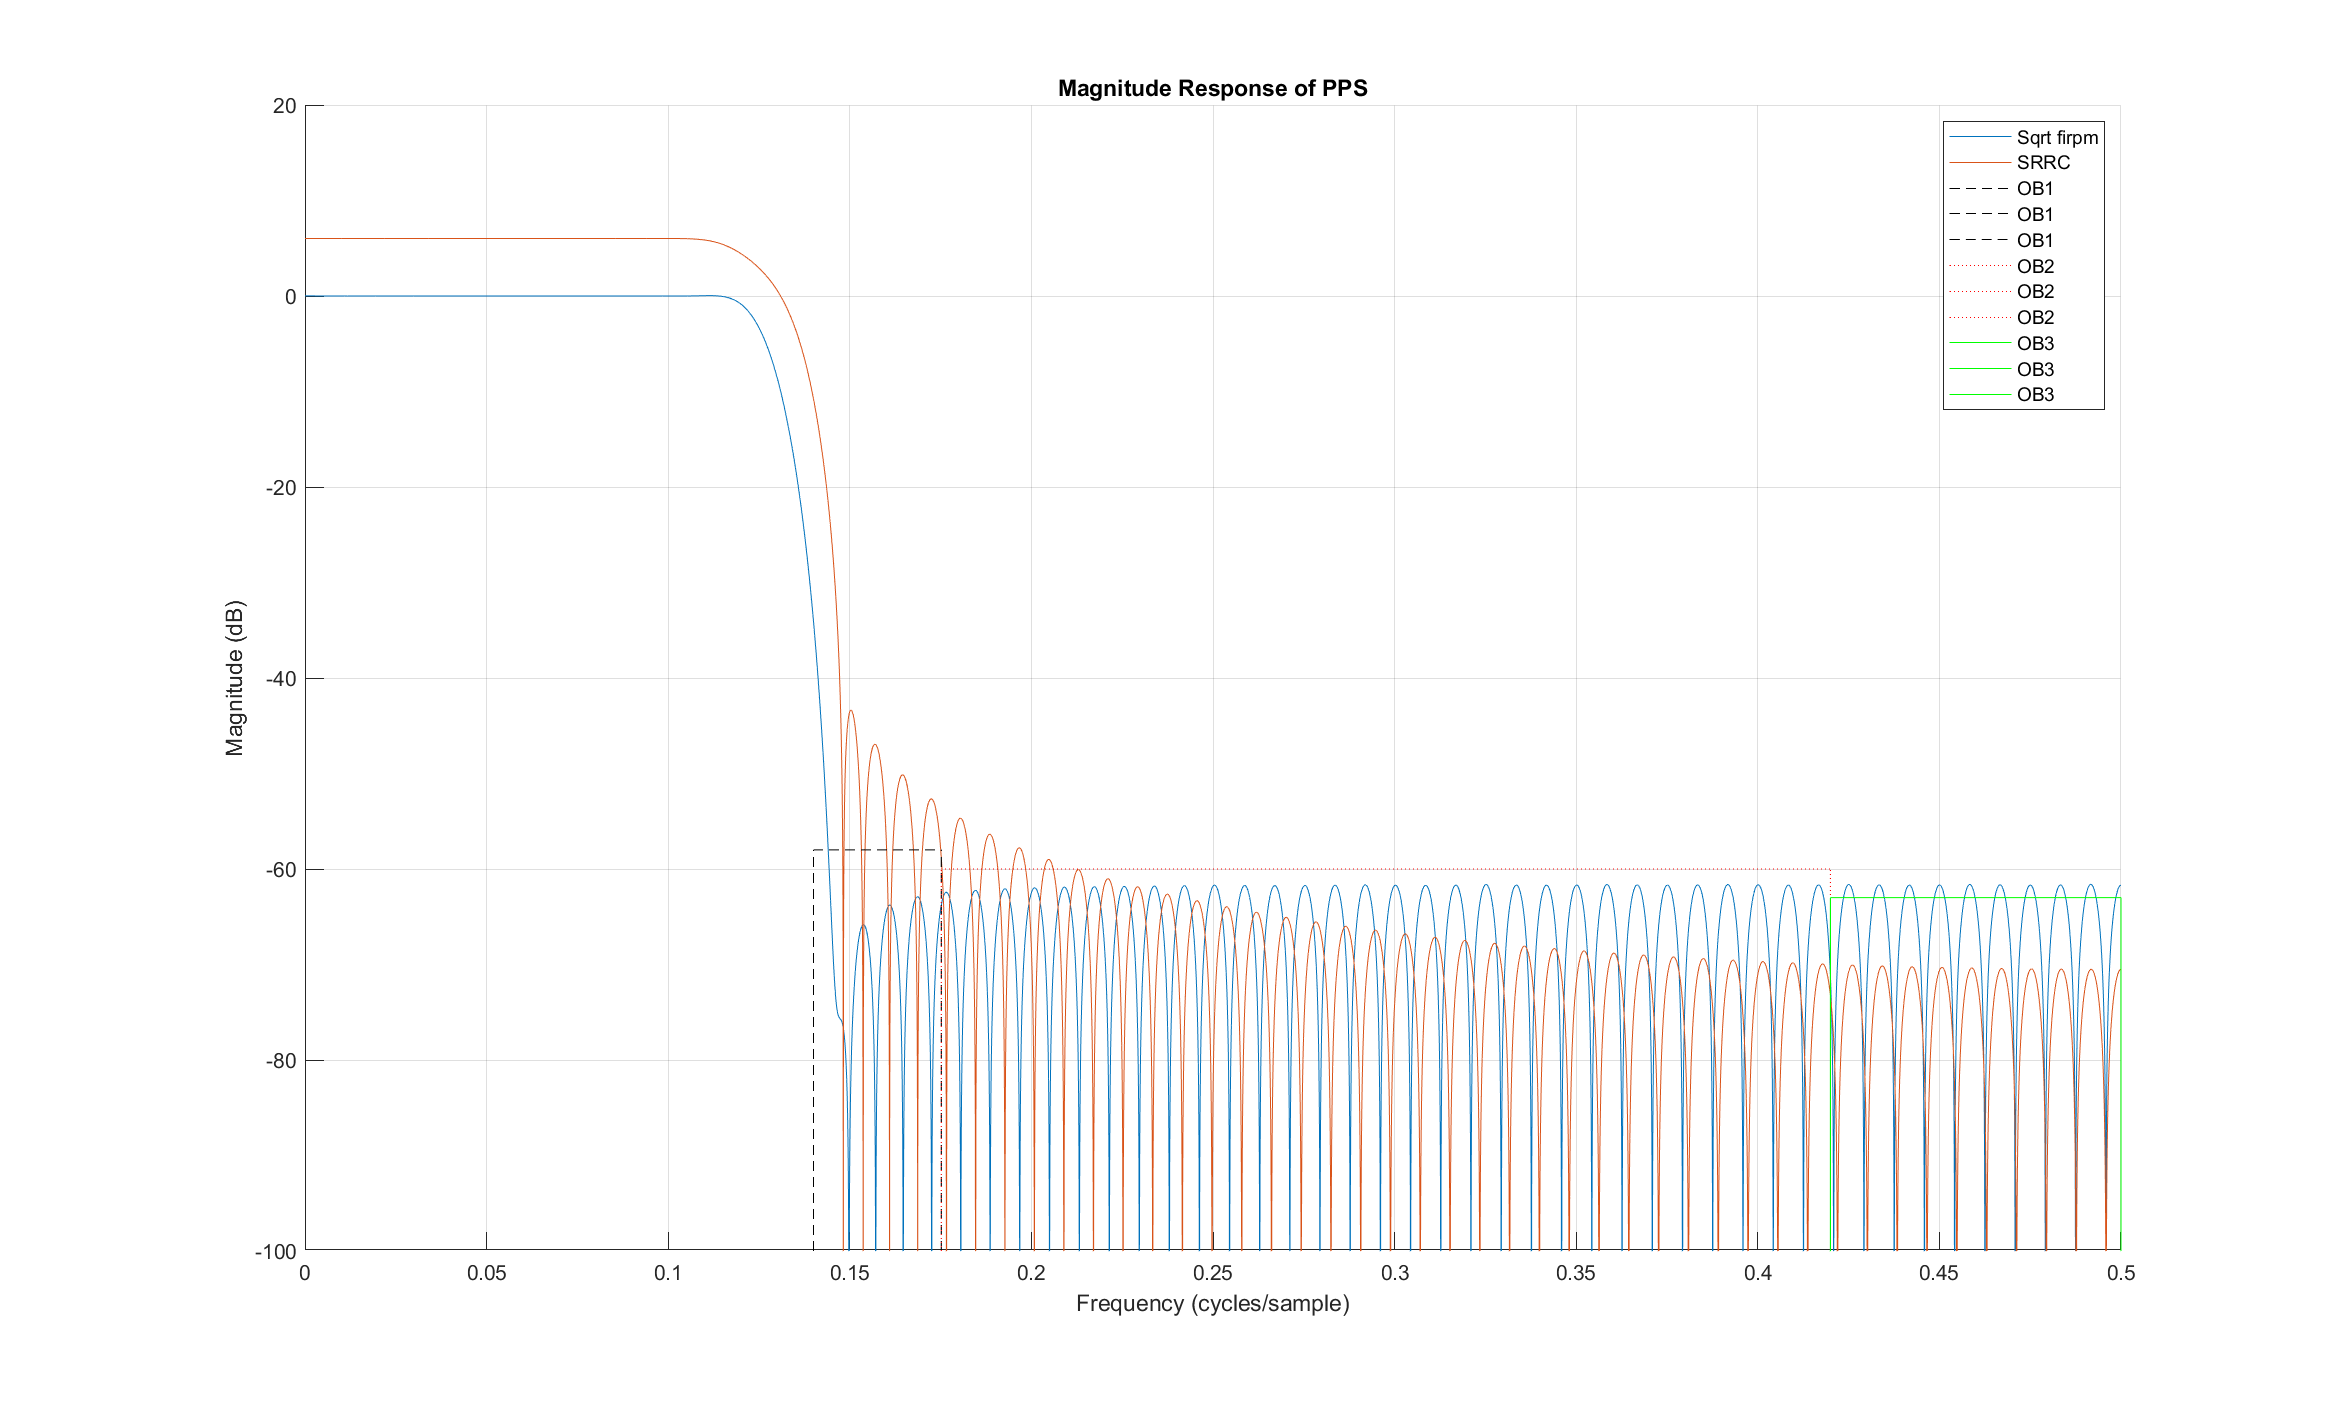 Magnitude Response of PPS
20
0
-20
-40
-60
-80
-100
Magnitude (dB)
Sqrt firpm
SRRC
OB1
OB1
OB1
OB2
OB2
OB2
OB3
OB3
OB3
0 0.05 0.1 0.15 0.2 0.25 0.3 0.35 0.4 0.45 0.5
Frequency (cycles/sample)